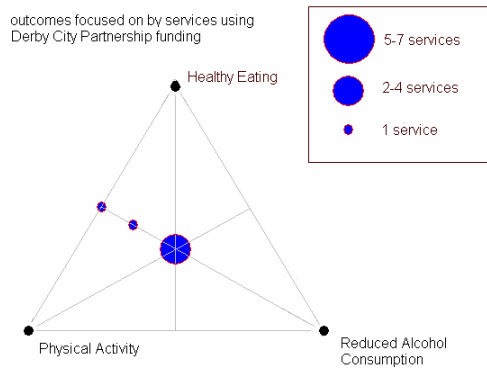 outcomes focused on by services using
Derby City Partnership funding
5-7 services
2-4 services
1 service
Healthy Eating
Physical Activity
Reduced Alcohol
Consumption